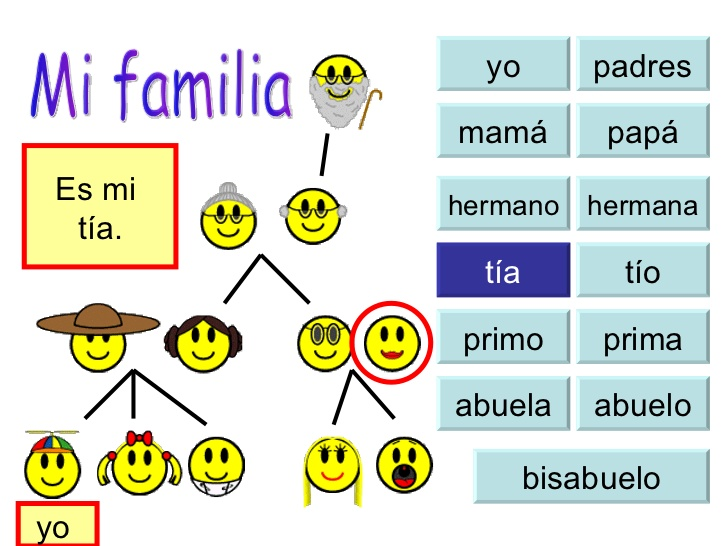 Mi familia
Es mi
tía.
yo
yo
padres
mamá
papá
hermano
hermana
tía
tío
primo
prima
abuela
abuelo
bisabuelo